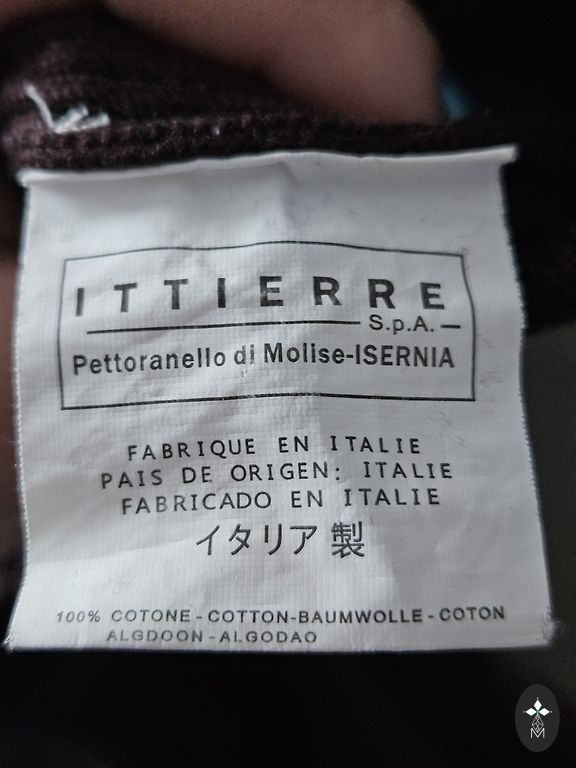 ITTIERRE
S.p.A.
Pettoranello di Molise-ISERNIA
FABRIQUE EN ITALIE
PAIS DE ORIGEN: ITALIE
FABRICADO EN ITALIE
イタリア製
100% COTONE-COTTON-BAUMWOLLE-COTON
ALGDOON-ALGODAO
M